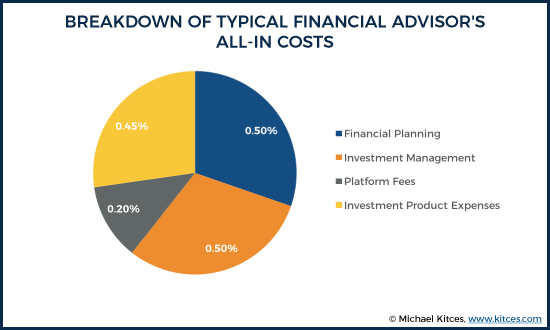 BREAKDOWN OF TYPICAL FINANCIAL ADVISOR'S
ALL-IN COSTS
0.45%
0.50%
0.20%
0.50%
Financial Planning
Investment Management
Platform Fees
Investment Product Expenses
© Michael Kitces, www.kitces.com